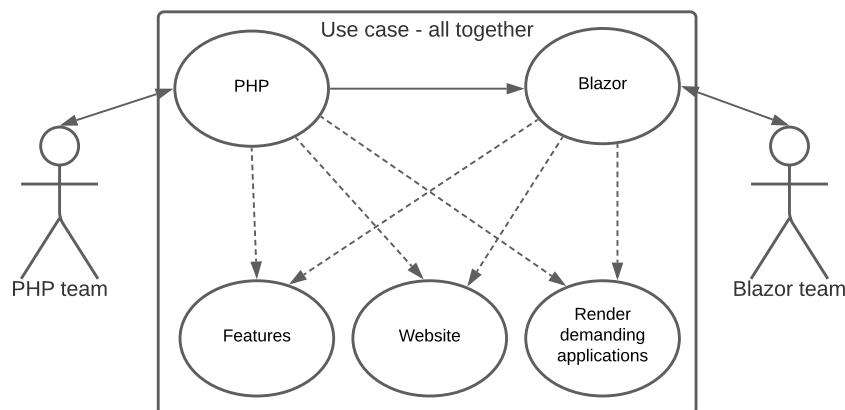 Use case - all together
PHP
Blazor
PHP team
Blazor team
Features
Website
Render
demanding
applications